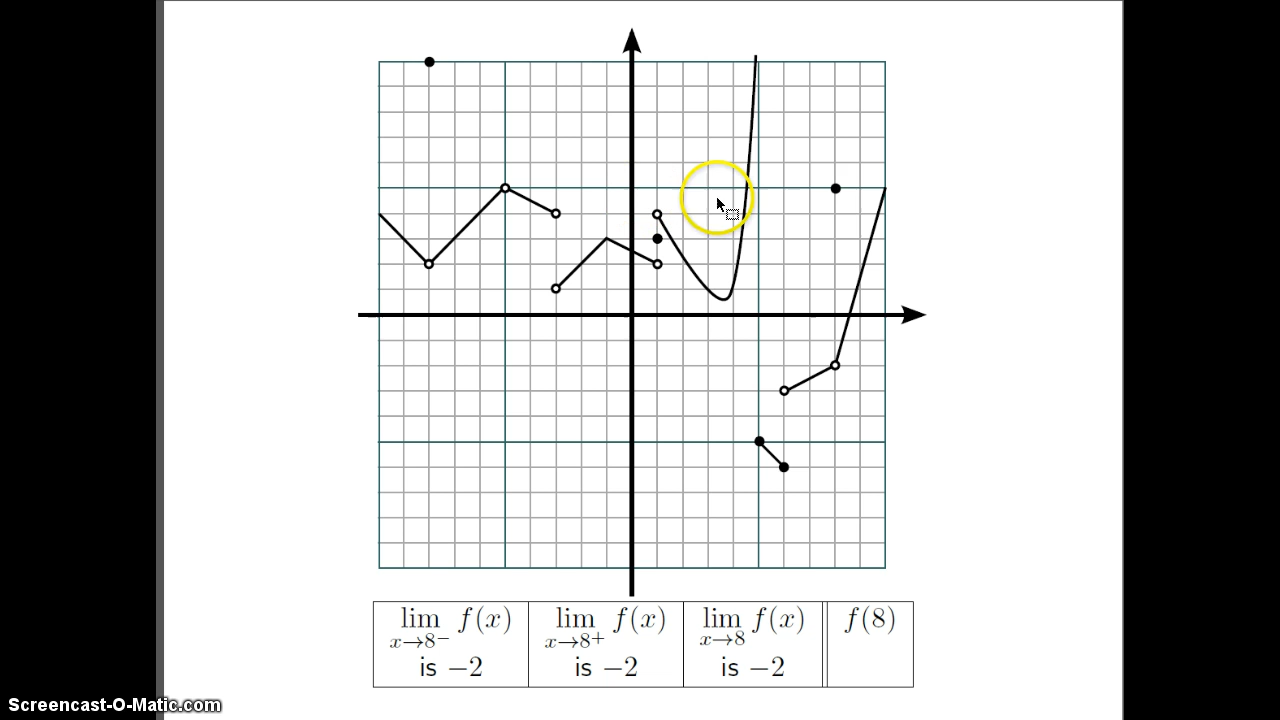 lim f(x) lim f(x) lim f(x) f(8)
x→8⁻ x→8⁺ x→8
is −2 is −2 is −2
Screencast-O-Matic.com